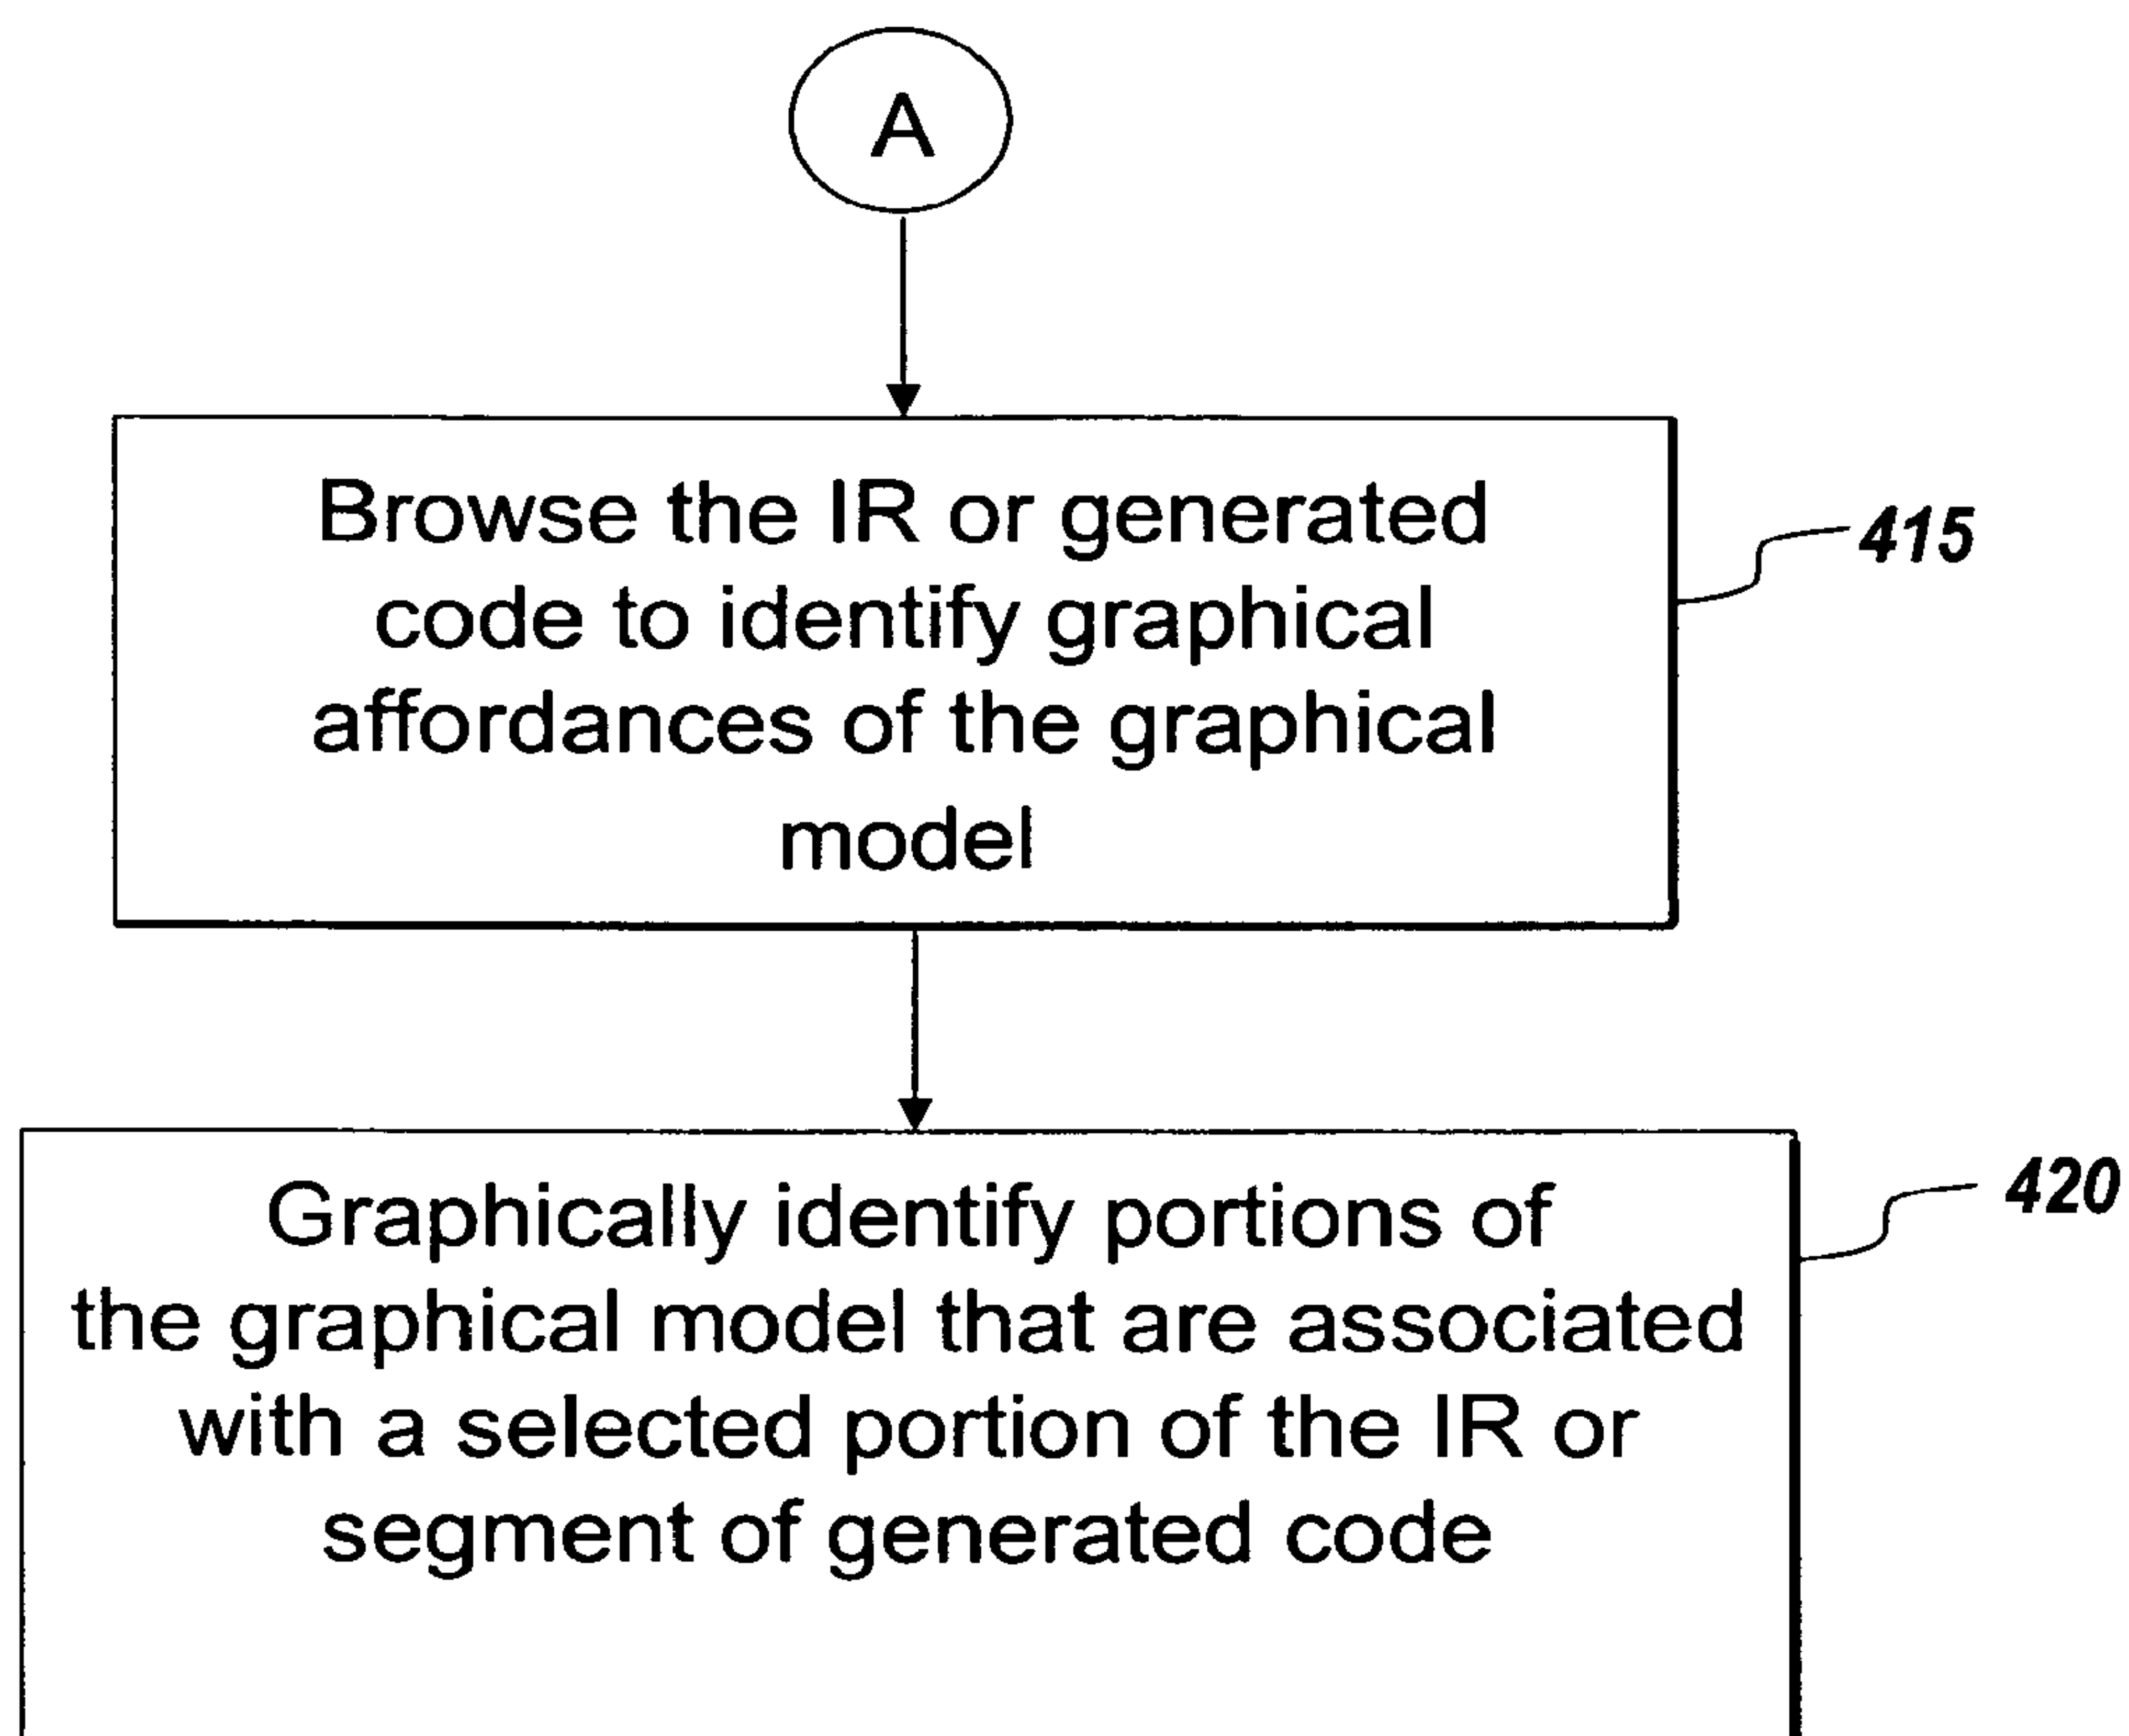 A
Browse the IR or generated
code to identify graphical
affordances of the graphical
model
415
Graphically identify portions of
the graphical model that are associated
with a selected portion of the IR or
segment of generated code
420